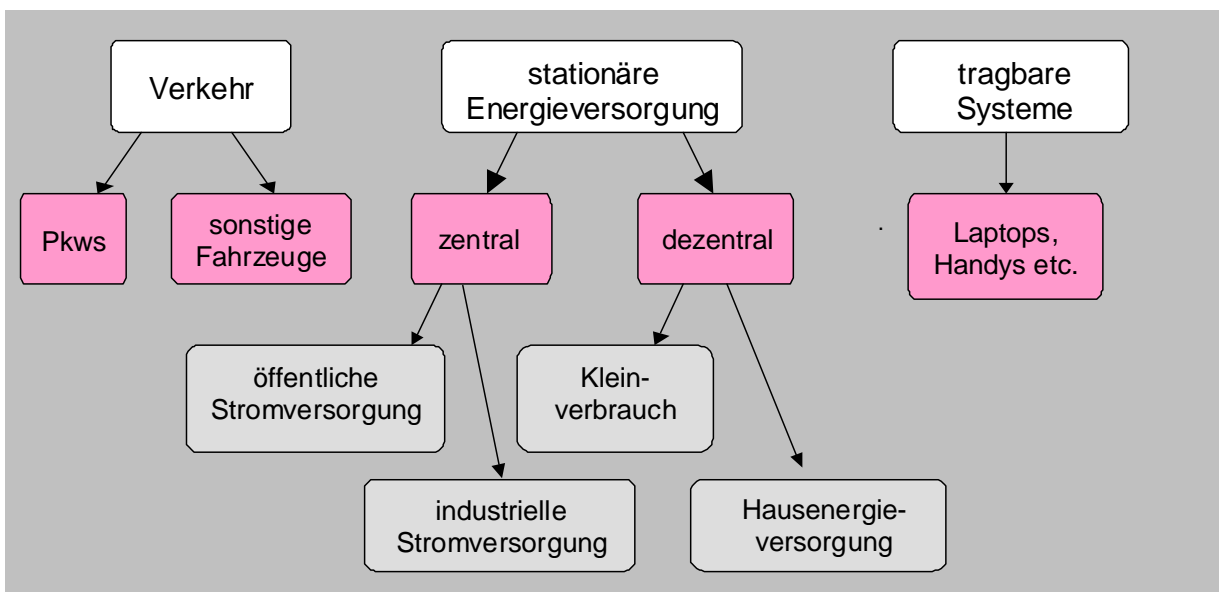 Verkehr
stationäre
Energieversorgung
tragbare
Systeme
Pkws
sonstige
Fahrzeuge
zentral
dezentral
Laptops,
Handys etc.
öffentliche
Stromversorgung
Klein-
verbrauch
industrielle
Stromversorgung
Hausenergie-
versorgung